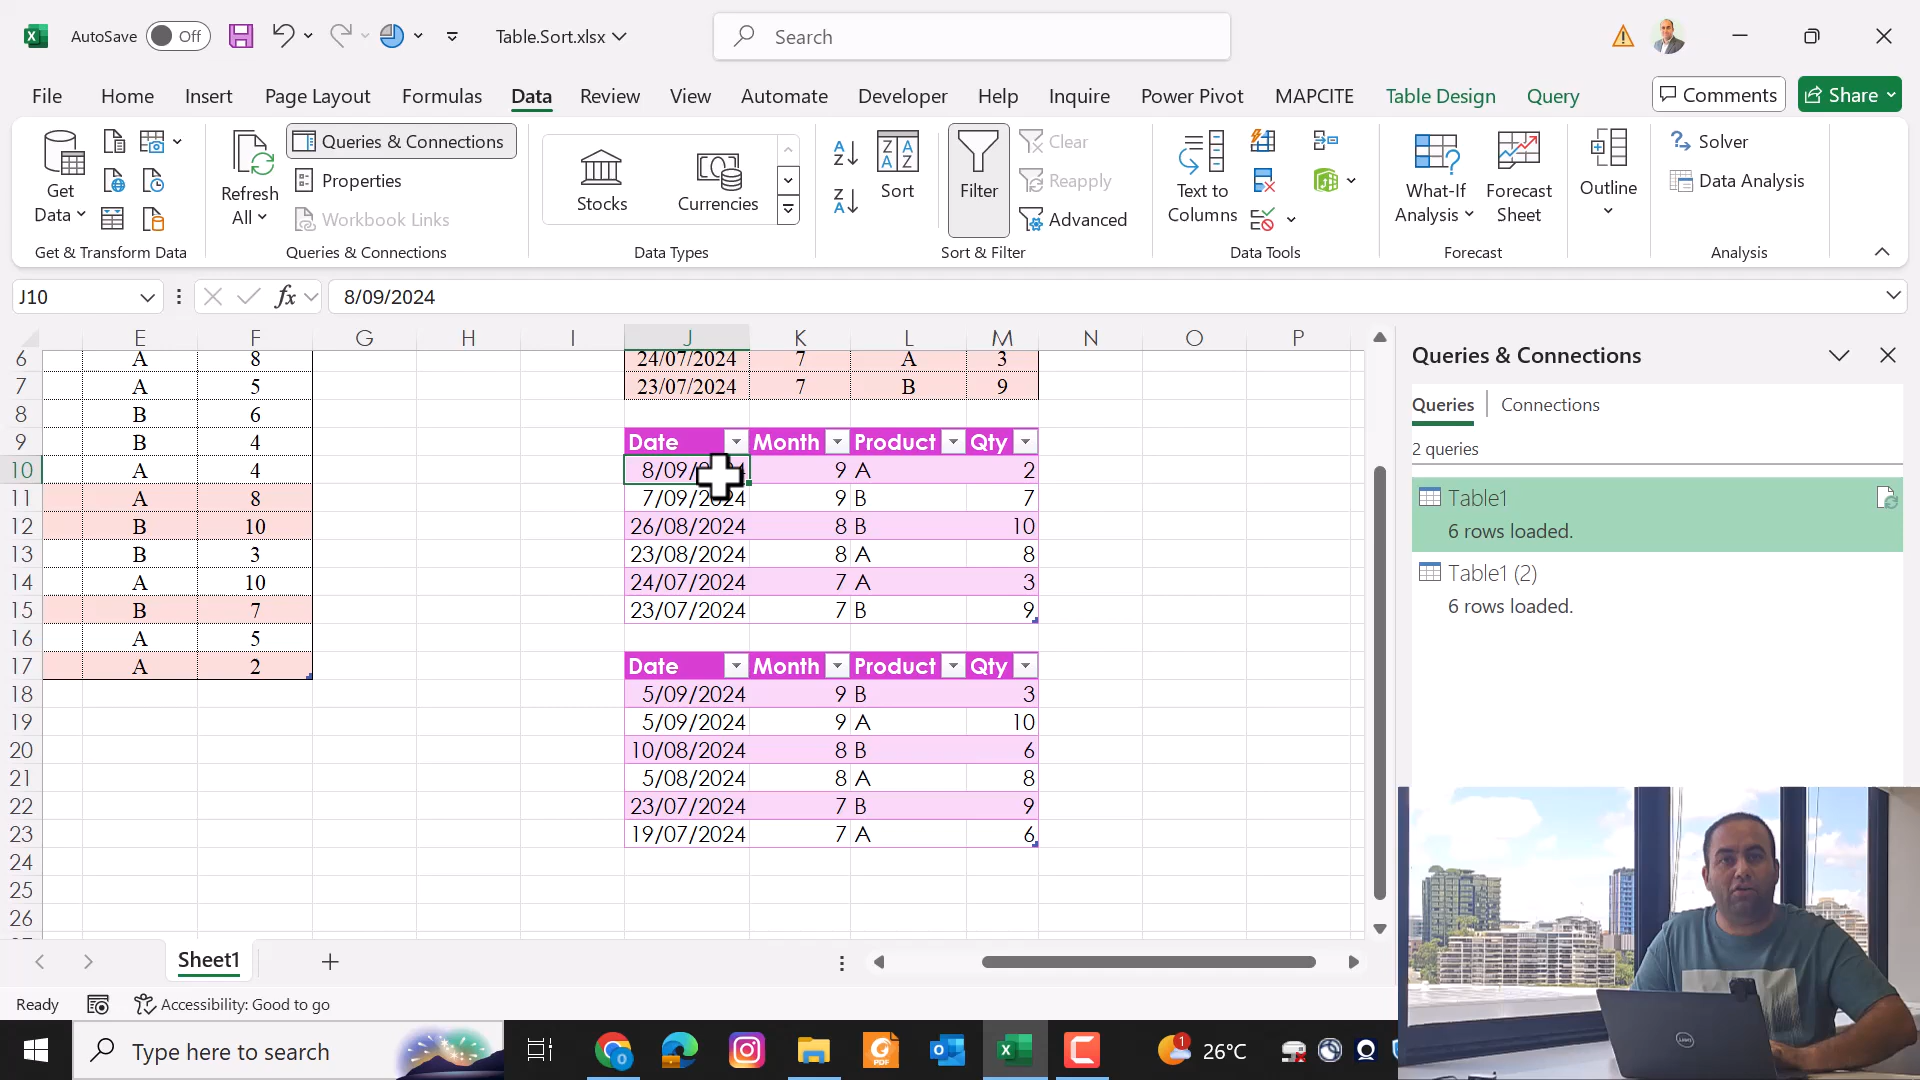 AutoSave Off Table.Sort.xlsx Search
File Home Insert Page Layout Formulas Data Review View Automate Developer Help Inquire Power Pivot MAPCITE Table Design Query Comments Share
Get Data
Refresh All
Queries & Connections
Properties
Workbook Links
Stocks
Currencies
A Z
Z A
Z A A Z
Sort
Filter
Clear
Reapply
Advanced
Text to Columns
What-If Analysis
Forecast Sheet
Outline
Solver
Data Analysis
Get & Transform Data Queries & Connections Data Types Sort & Filter Data Tools Forecast Analysis
J10 fx 8/09/2024
E F G H I J K L M N O P
6 A 8 24/07/2024 7 A 3
7 A 5 23/07/2024 7 B 9
8 B 6
9 B 4 Date Month Product Qty
10 A 4 9 A 2
11 A 8 9 B 7
12 B 10 26/08/2024 8 B 10
13 B 3 23/08/2024 8 A 8
14 A 10 24/07/2024 7 A 3
15 B 7 23/07/2024 7 B 9
16 A 5
17 A 2 Date Month Product Qty
18 5/09/2024 9 B 3
19 5/09/2024 9 A 10
20 10/08/2024 8 B 6
21 5/08/2024 8 A 8
22 23/07/2024 7 B 9
23 19/07/2024 7 A 6
24
25
26
Queries & Connections
Queries Connections
2 queries
Table1
6 rows loaded.
Table1 (2)
6 rows loaded.
Sheet1
Ready Accessibility: Good to go
Type here to search 1 26°C
PDF
DELL